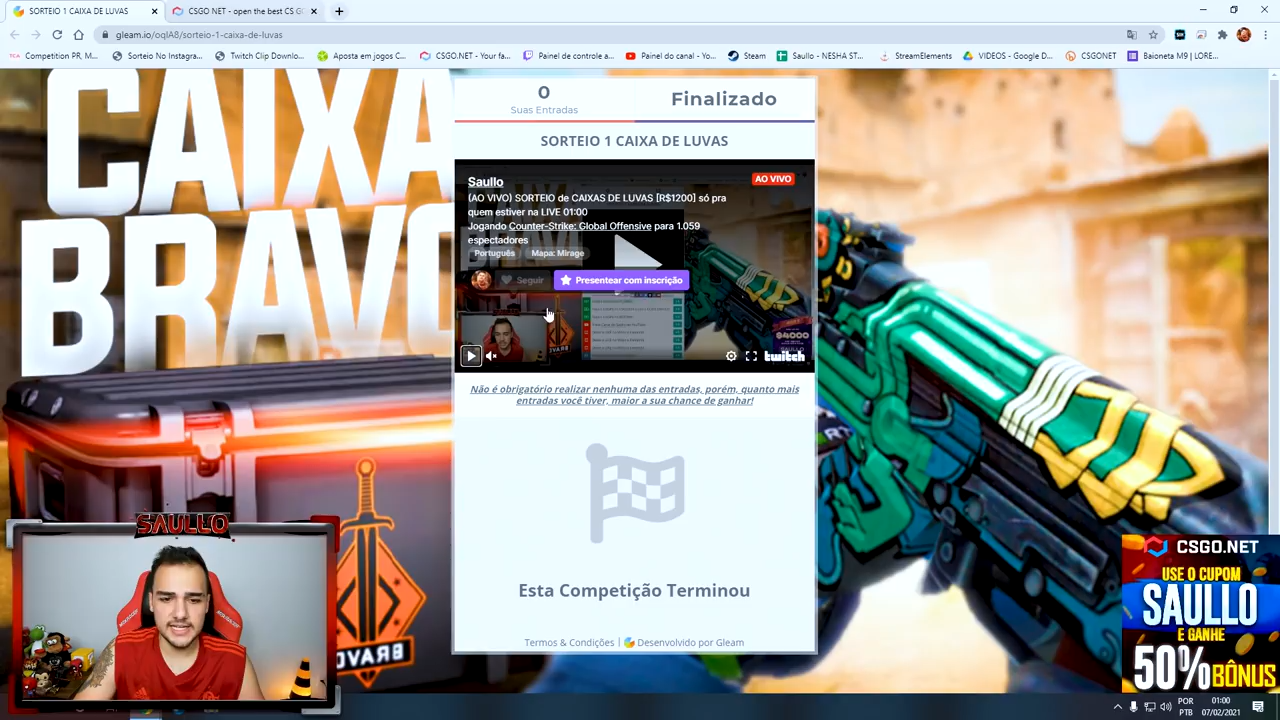 SORTEIO 1 CAIXA DE LUVAS
CSGO NET - open the best CS G
gleam.io/oqIA8/sorteio-1-caixa-de-luvas
Competition PR, M...
Sorteio No Instagra...
Twitch Clip Downlo...
Aposta em jogos C...
CSGO.NET - Your fa...
Painel de controle a...
Painel do canal - Yo...
Steam
Saullo - NESHA ST...
StreamElements
VIDEOS - Google D...
CSGONET
Baioneta M9 | LORE...
CAIXA
BRAVO
0
Suas Entradas
Finalizado
SORTEIO 1 CAIXA DE LUVAS
Saullo
AO VIVO
(AO VIVO) SORTEIO de CAIXAS DE LUVAS [R$1200] só pra
quem estiver na LIVE 01:00
Jogando Counter-Strike: Global Offensive para 1.059
espectadores
Português
Mapa: Mirage
Seguir
Presentear com inscrição
twitch
Não é obrigatório realizar nenhuma das entradas, porém, quanto mais
entradas você tiver, maior a sua chance de ganhar!
Esta Competição Terminou
Termos & Condições | Desenvolvido por Gleam
SAULLO
BRAVO
CSGO.NET
USE O CUPOM
SAULLO
E GANHE
50% BÔNUS
POR
PTB
01:00
07/02/2021